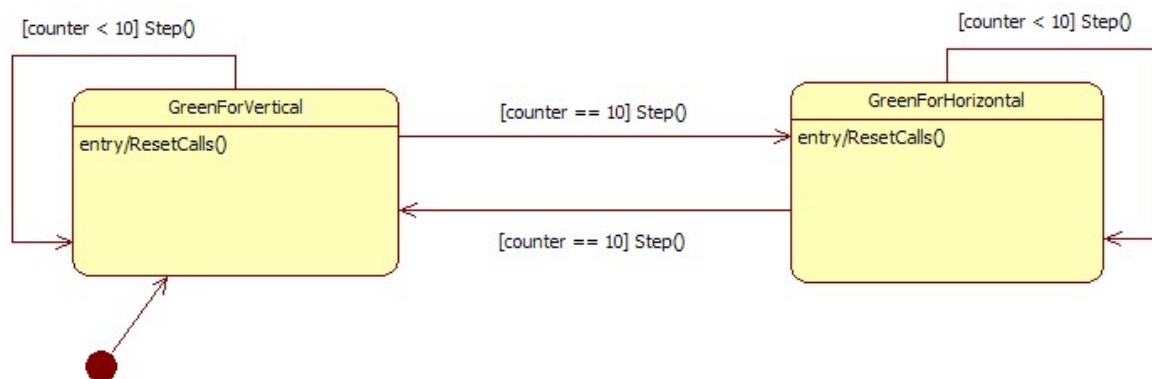 [counter < 10] Step()
[counter < 10] Step()
GreenForVertical
GreenForHorizontal
[counter == 10] Step()
entry/ResetCalls()
entry/ResetCalls()
[counter == 10] Step()